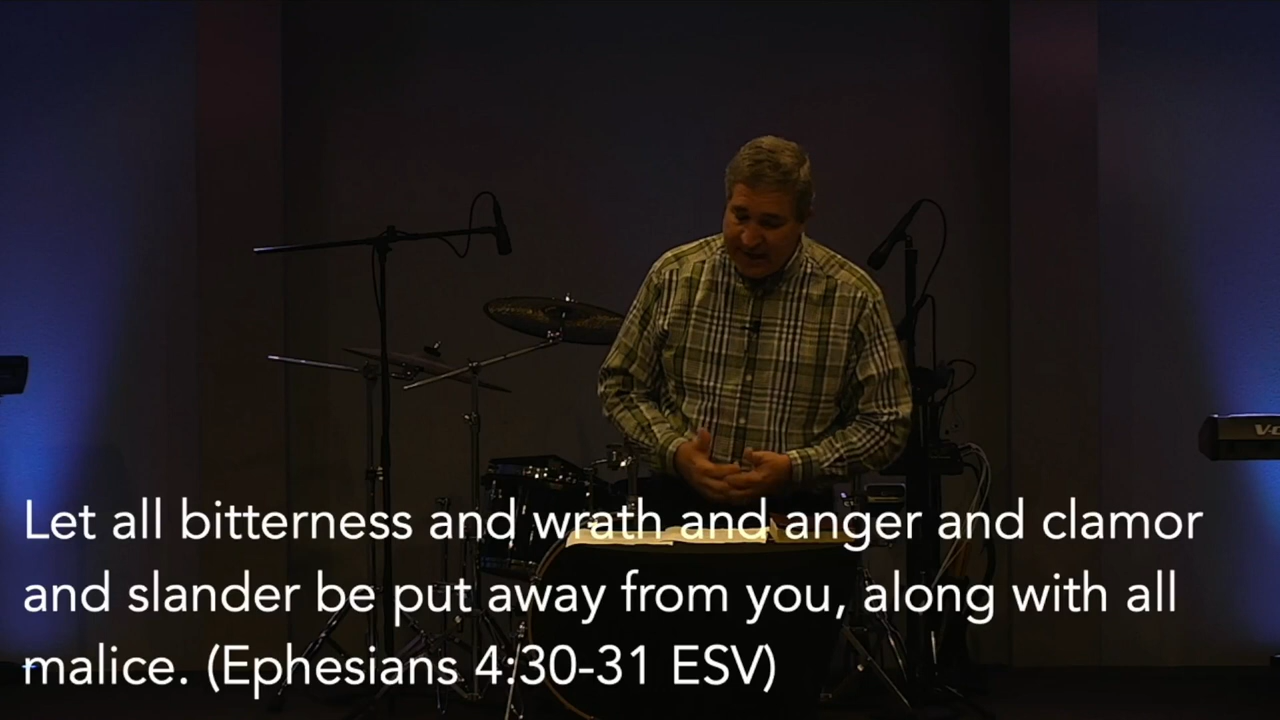 Let all bitterness and wrath and anger and clamor
and slander be put away from you, along with all
malice. (Ephesians 4:30-31 ESV)